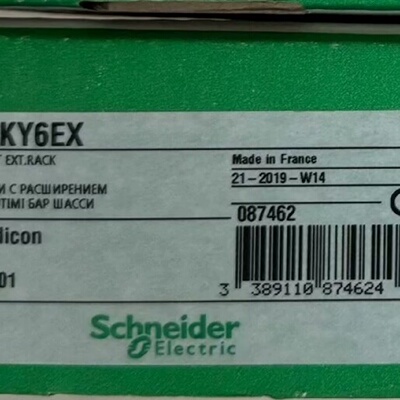 KY6EX
EXT.RACK
Made in France
21-2019-W14
И С РАСШИРЕНИЕМ
ТІМІ БАР ШАССИ
087462
dicon
01
3 389110 874624
Schneider
Electric